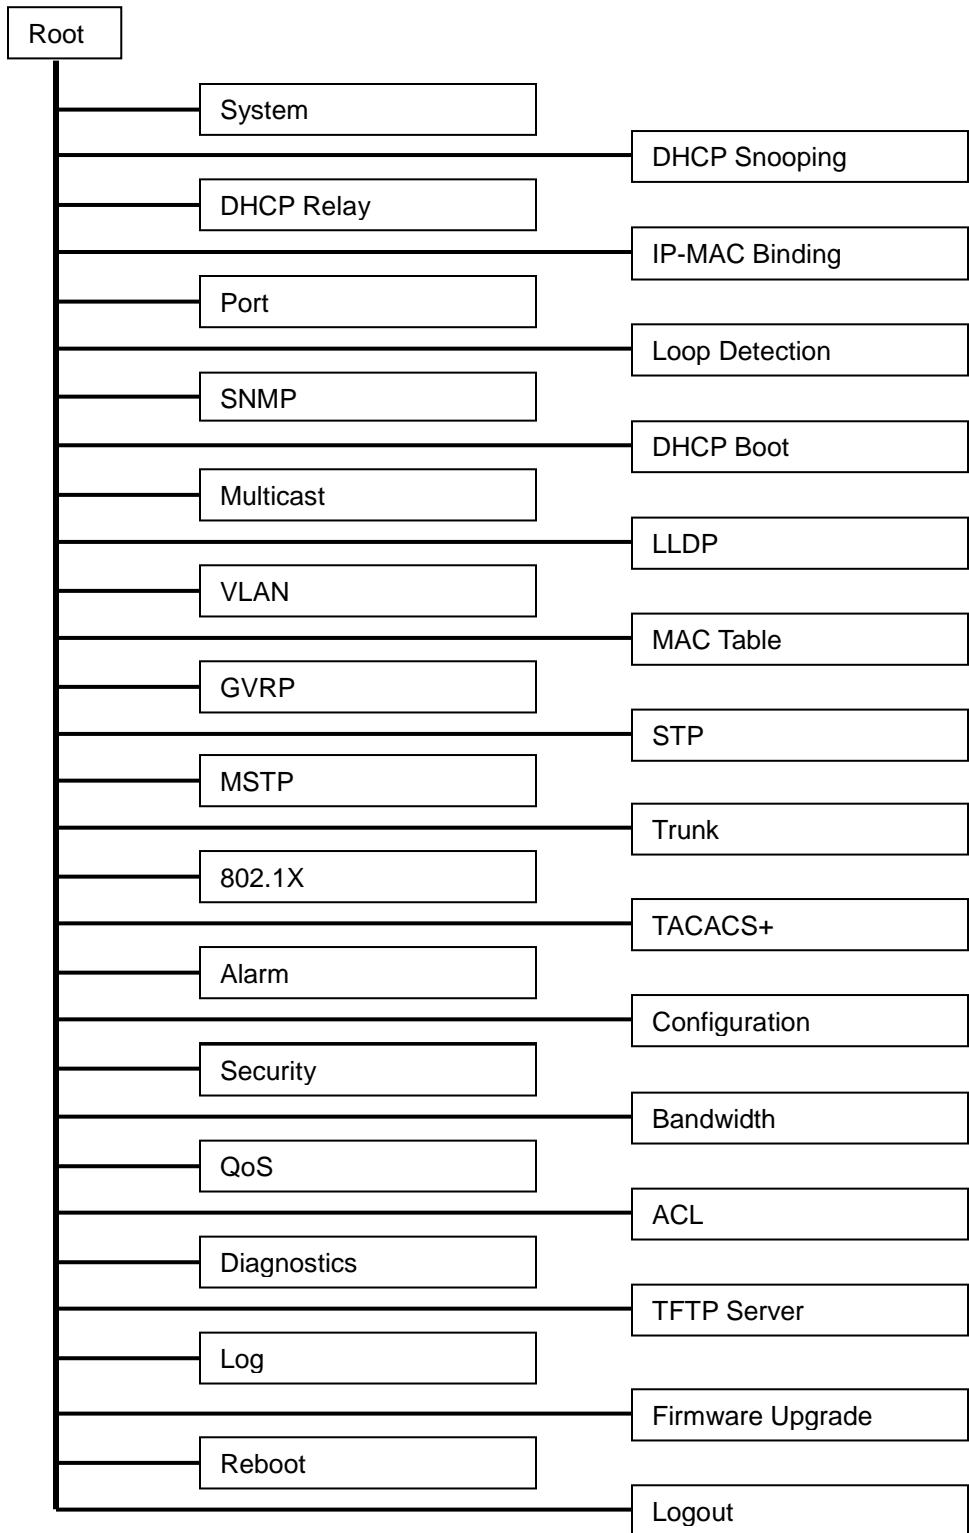 Root
System
DHCP Snooping
DHCP Relay
IP-MAC Binding
Port
Loop Detection
SNMP
DHCP Boot
Multicast
LLDP
VLAN
MAC Table
GVRP
STP
MSTP
Trunk
802.1X
TACACS+
Alarm
Configuration
Security
Bandwidth
QoS
ACL
Diagnostics
TFTP Server
Log
Firmware Upgrade
Reboot
Logout